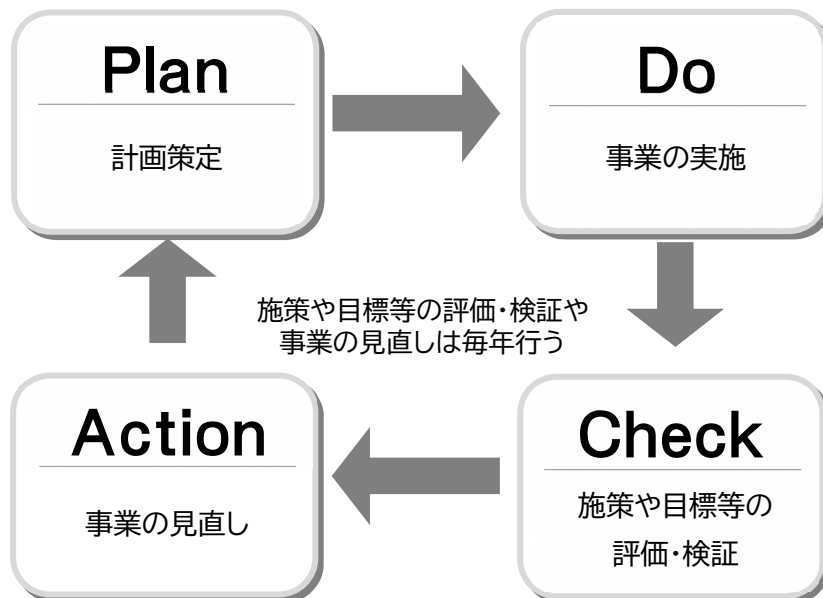 Plan
計画策定
Do
事業の実施
施策や目標等の評価・検証や
事業の見直しは毎年行う
Action
事業の見直し
Check
施策や目標等の
評価・検証